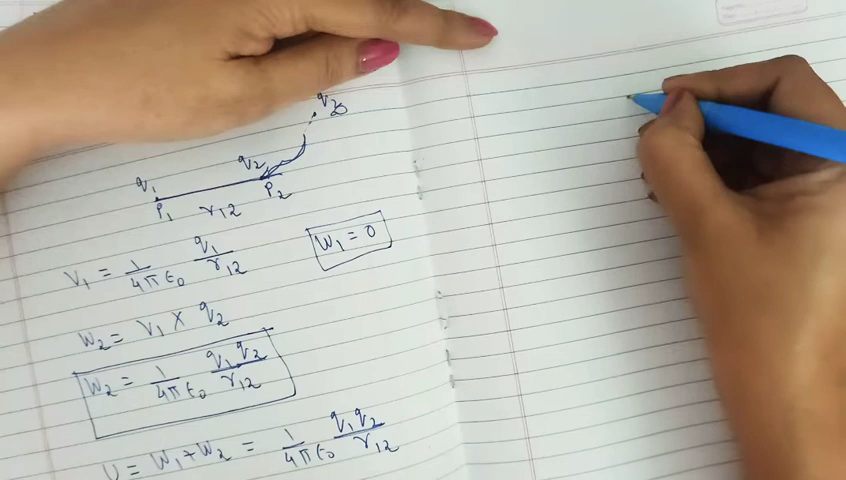 q₂ ∞
q₁ q₂
P₁ r₁₂ P₂
V₁ = 1/4πε₀ q₁/r₁₂ W₁ = 0
W₂ = V₁ × q₂
W₂ = 1/4πε₀ q₁q₂/r₁₂
U = W₁ + W₂ = 1/4πε₀ q₁q₂/r₁₂